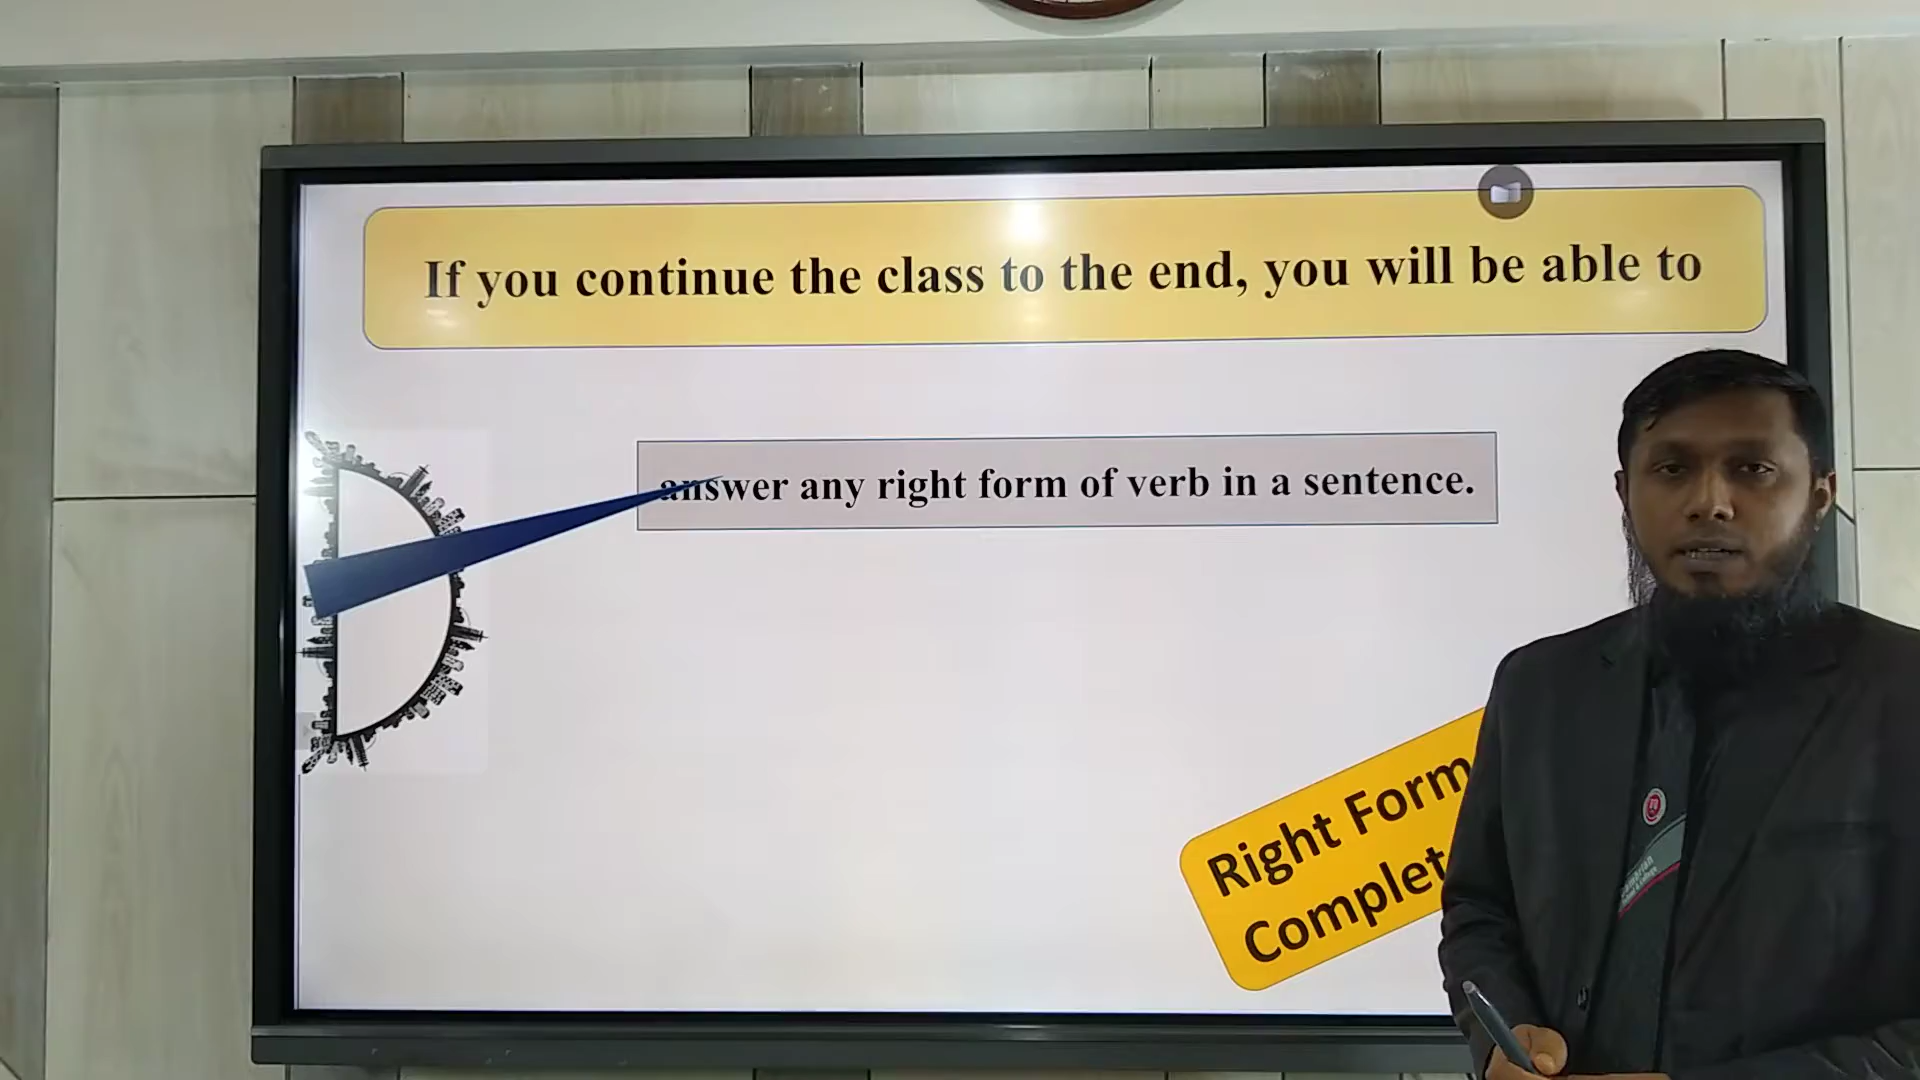 If you continue the class to the end, you will be able to
answer any right form of verb in a sentence.
Right Form
Complet